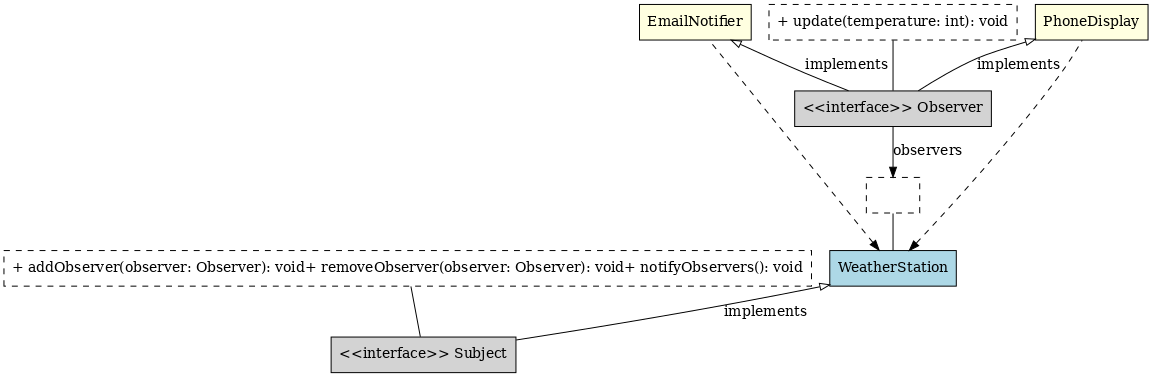 EmailNotifier
+ update(temperature: int): void
PhoneDisplay
implements
implements
<<interface>> Observer
observers
+ addObserver(observer: Observer): void+ removeObserver(observer: Observer): void+ notifyObservers(): void
WeatherStation
implements
<<interface>> Subject